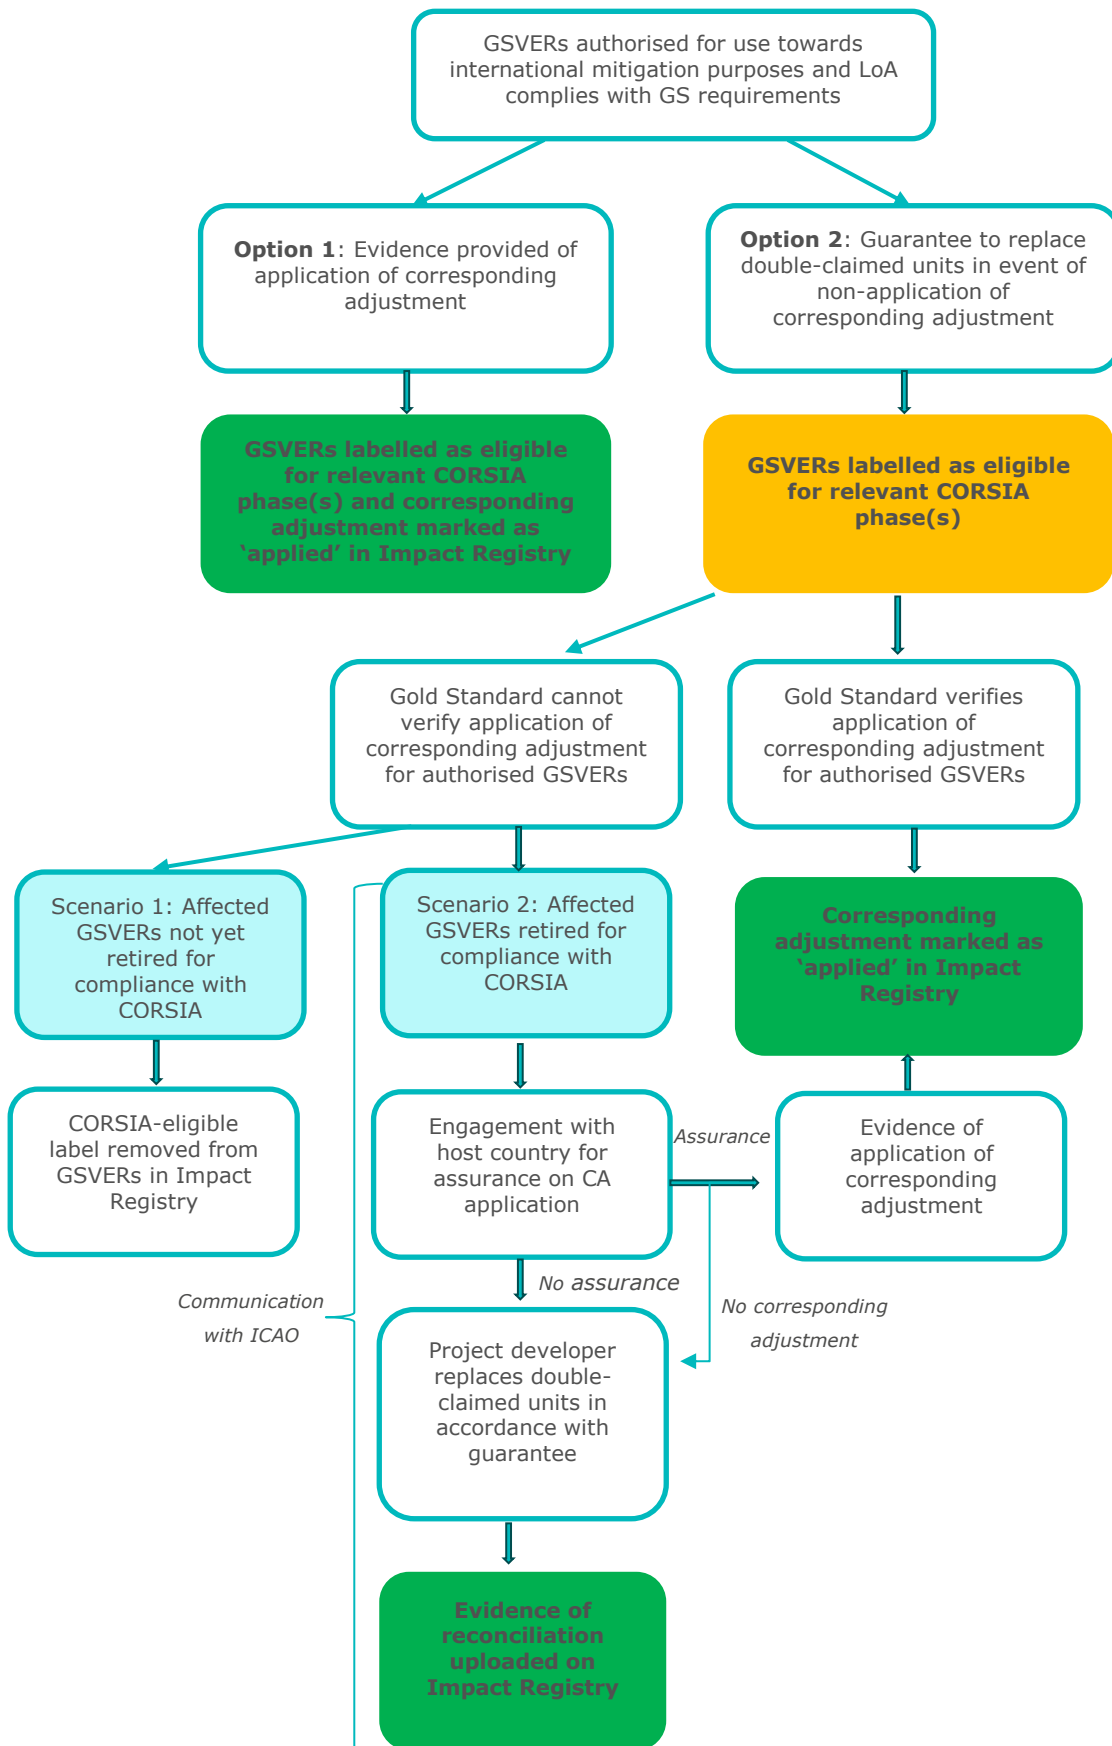 GSVERs authorised for use towards
international mitigation purposes and LoA
complies with GS requirements
Option 1: Evidence provided of
application of corresponding
adjustment
Option 2: Guarantee to replace
double-claimed units in event of
non-application of
corresponding adjustment
GSVERs labelled as eligible
for relevant CORSIA
phase(s) and corresponding
adjustment marked as
‘applied’ in Impact Registry
GSVERs labelled as eligible
for relevant CORSIA
phase(s)
Gold Standard cannot
verify application of
corresponding adjustment
for authorised GSVERs
Gold Standard verifies
application of
corresponding adjustment
for authorised GSVERs
Scenario 1: Affected
GSVERs not yet
retired for
compliance with
CORSIA
Scenario 2: Affected
GSVERs retired for
compliance with
CORSIA
Corresponding
adjustment marked as
‘applied’ in Impact
Registry
CORSIA-eligible
label removed from
GSVERs in Impact
Registry
Engagement with
host country for
assurance on CA
application
Assurance
Evidence of
application of
corresponding
adjustment
No assurance
Communication
with ICAO
No corresponding
adjustment
Project developer
replaces double-
claimed units in
accordance with
guarantee
Evidence of
reconciliation
uploaded on
Impact Registry